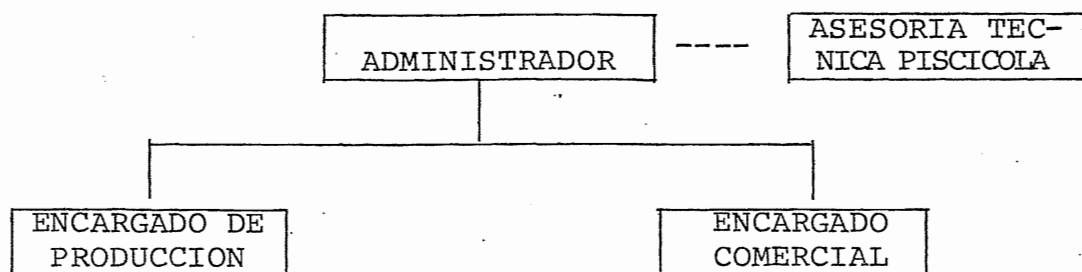 ASESORIA TEC-
ADMINISTRADOR ---- NICA PISCICOLA
ENCARGADO DE
PRODUCCION
ENCARGADO
COMERCIAL